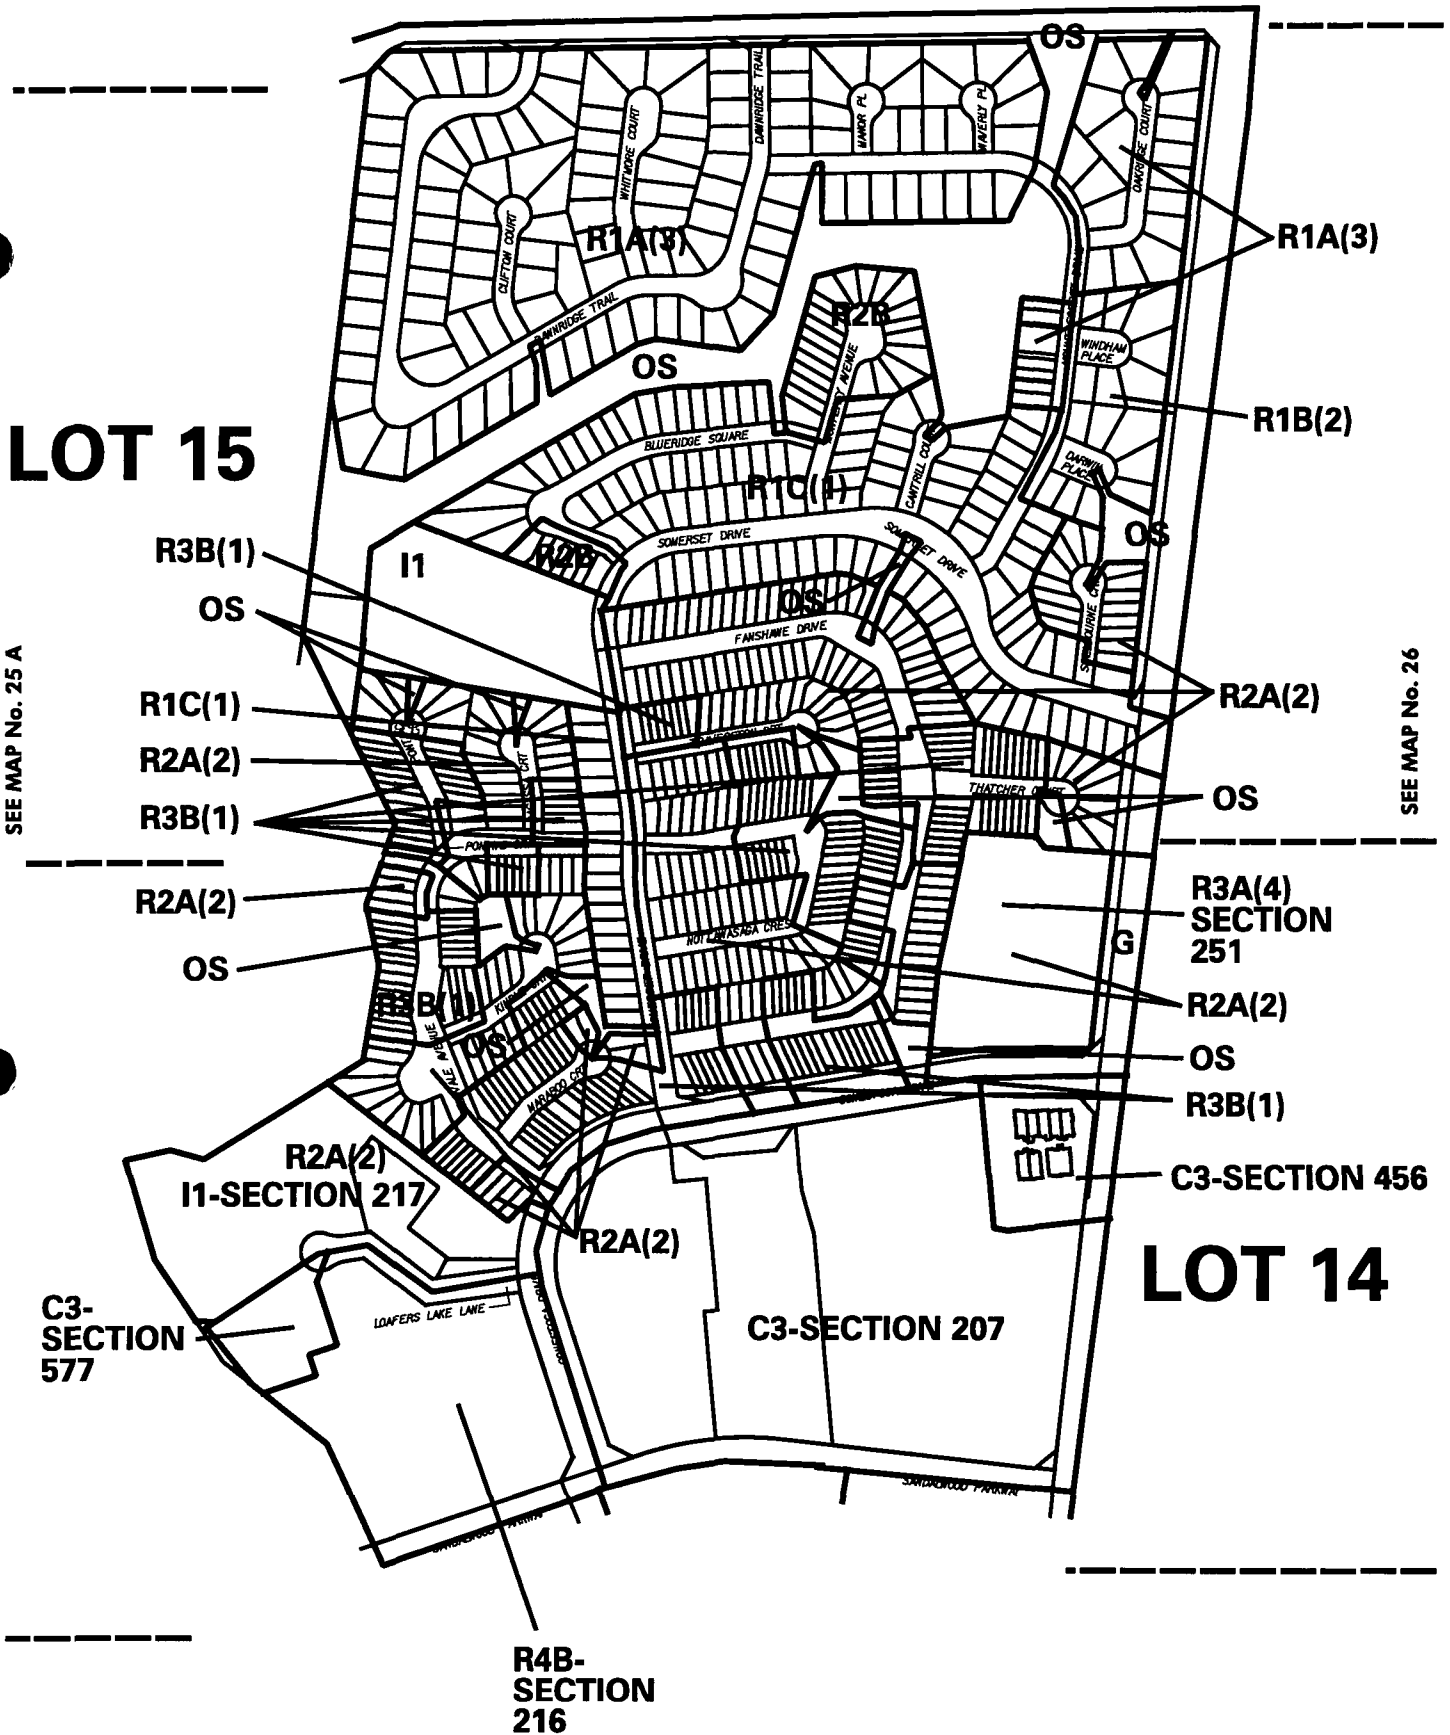 OS
DAWNRIDGE TRAIL
MANOR PL
WAVERLY PL
WHITMORE COURT
OAKRIDGE COURT
CLIFTON COURT
R1A(3)
R1A(3)
DAWNRIDGE TRAIL
R2B
WINDHAM
PLACE
OS
R1B(2)
BLUERIDGE SQUARE
LOT 15
DARWIN
PLACE
R1C(1)
OS
SOMERSET DRIVE
SOMERSET DRIVE
R3B(1)
I1
R2B
OS
OS
FANSHAWE DRIVE
SEE MAP No. 25 A
SEE MAP No. 26
R2A(2)
R1C(1)
R2A(2)
THATCHER COURT
OS
R3B(1)
R2A(2)
R3A(4)
SECTION
251
NOTTAWASAGA CRES
G
OS
R3B(1)
R2A(2)
OS
OS
MARABOO CRT
R3B(1)
R2A(2)
I1-SECTION 217
C3-SECTION 456
R2A(2)
LOT 14
C3-
SECTION
577
LOAFERS LAKE LANE
C3-SECTION 207
SANDALWOOD PARKWAY
SANDALWOOD PARKWAY
R4B-
SECTION
216